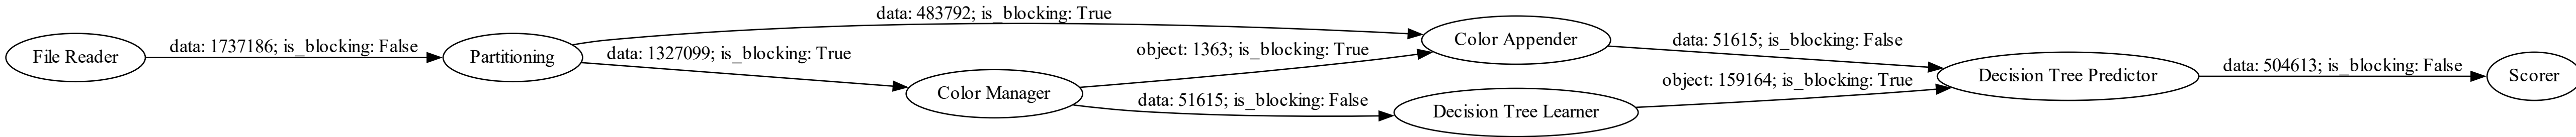 File Reader
data: 1737186; is_blocking: False
Partitioning
data: 483792; is_blocking: True
data: 1327099; is_blocking: True
Color Manager
object: 1363; is_blocking: True
data: 51615; is_blocking: False
Color Appender
Decision Tree Learner
data: 51615; is_blocking: False
object: 159164; is_blocking: True
Decision Tree Predictor
data: 504613; is_blocking: False
Scorer